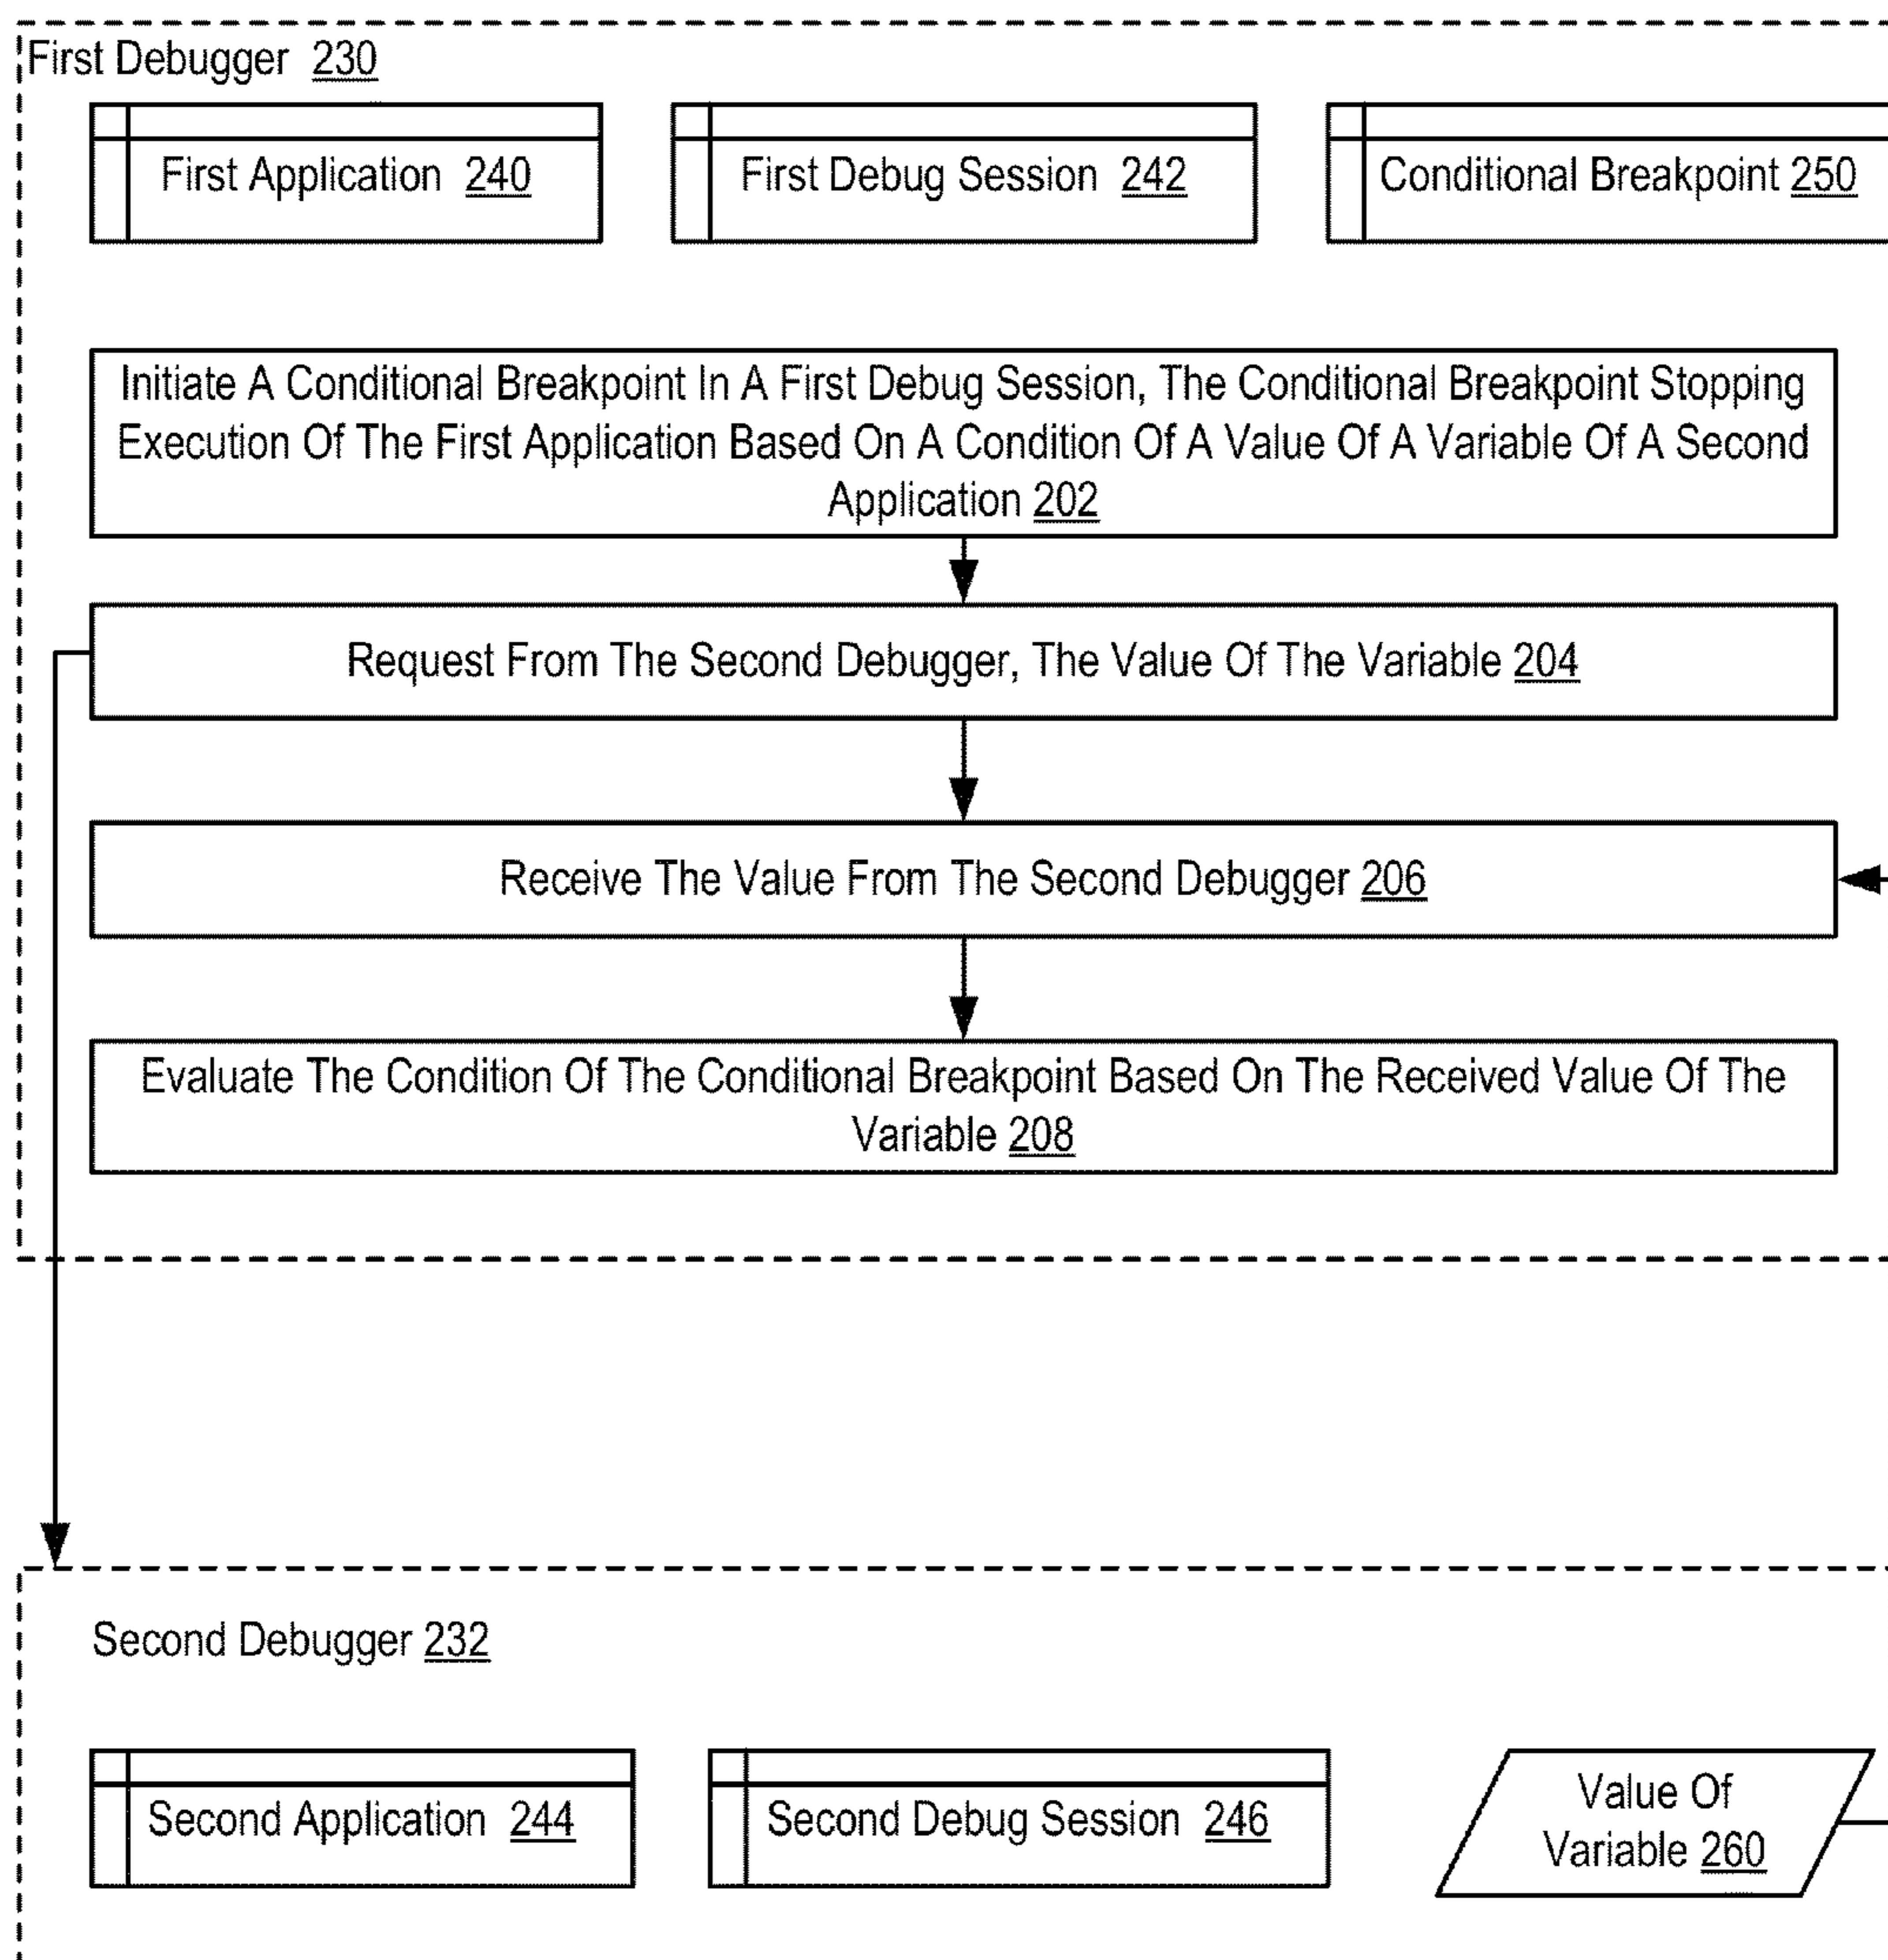 First Debugger 230
First Application 240
First Debug Session 242
Conditional Breakpoint 250
Initiate A Conditional Breakpoint In A First Debug Session, The Conditional Breakpoint Stopping
Execution Of The First Application Based On A Condition Of A Value Of A Variable Of A Second
Application 202
Request From The Second Debugger, The Value Of The Variable 204
Receive The Value From The Second Debugger 206
Evaluate The Condition Of The Conditional Breakpoint Based On The Received Value Of The
Variable 208
Second Debugger 232
Second Application 244
Second Debug Session 246
Value Of
Variable 260